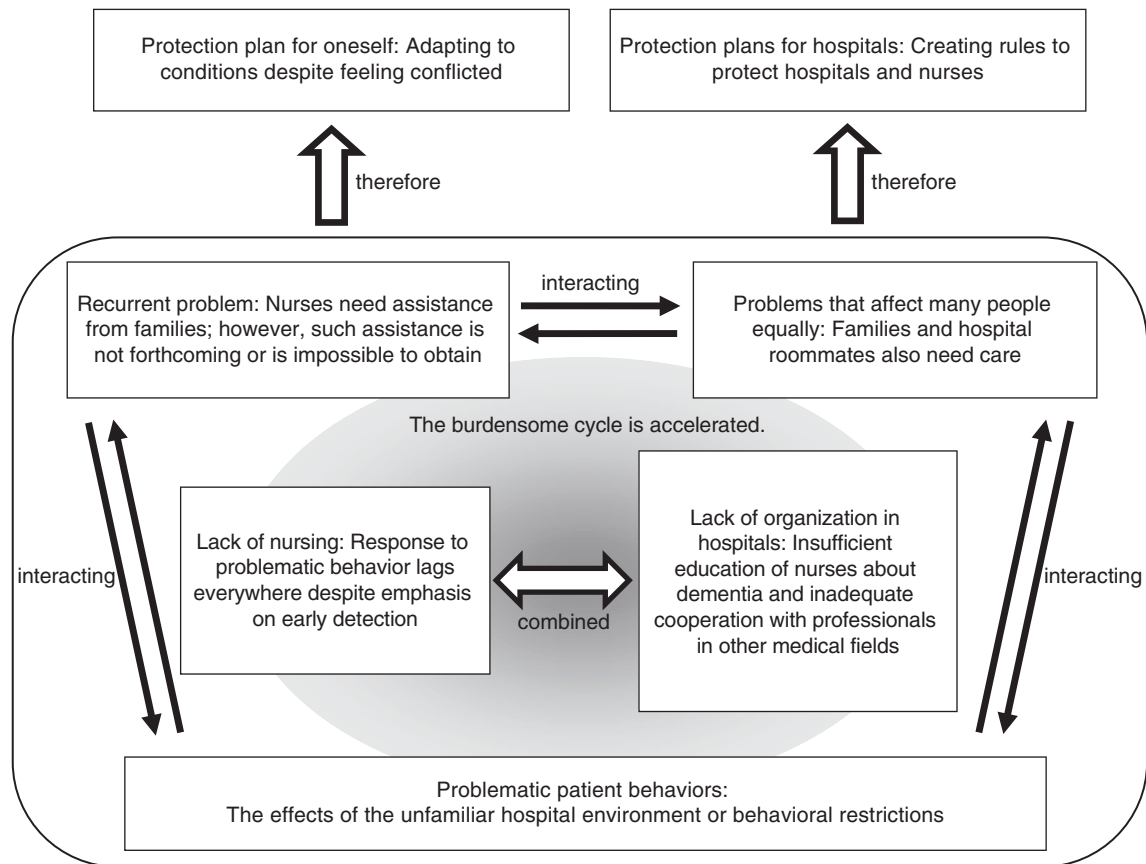 Protection plan for oneself: Adapting to
conditions despite feeling conflicted
Protection plans for hospitals: Creating rules to
protect hospitals and nurses
therefore
therefore
Recurrent problem: Nurses need assistance
from families; however, such assistance is
not forthcoming or is impossible to obtain
interacting
Problems that affect many people
equally: Families and hospital
roommates also need care
The burdensome cycle is accelerated.
interacting
Lack of nursing: Response to
problematic behavior lags
everywhere despite emphasis
on early detection
combined
Lack of organization in
hospitals: Insufficient
education of nurses about
dementia and inadequate
cooperation with professionals
in other medical fields
interacting
Problematic patient behaviors:
The effects of the unfamiliar hospital environment or behavioral restrictions